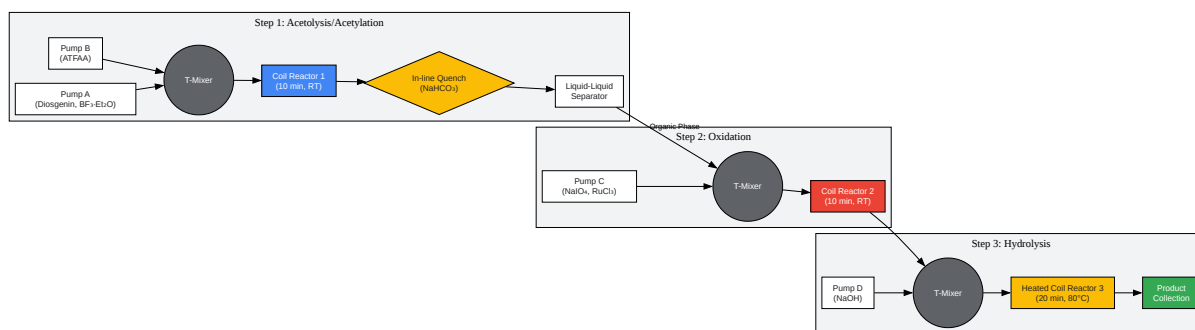 Step 1: Acetolysis/Acetylation
Pump B
(ATFAA)
T-Mixer
Pump A
(Diosgenin, BF₃·Et₂O)
Coil Reactor 1
(10 min, RT)
In-line Quench
(NaHCO₃)
Liquid-Liquid
Separator
Organic Phase
Step 2: Oxidation
Pump C
(NaIO₄, RuCl₃)
T-Mixer
Coil Reactor 2
(10 min, RT)
Step 3: Hydrolysis
Pump D
(NaOH)
T-Mixer
Heated Coil Reactor 3
(20 min, 80°C)
Product
Collection